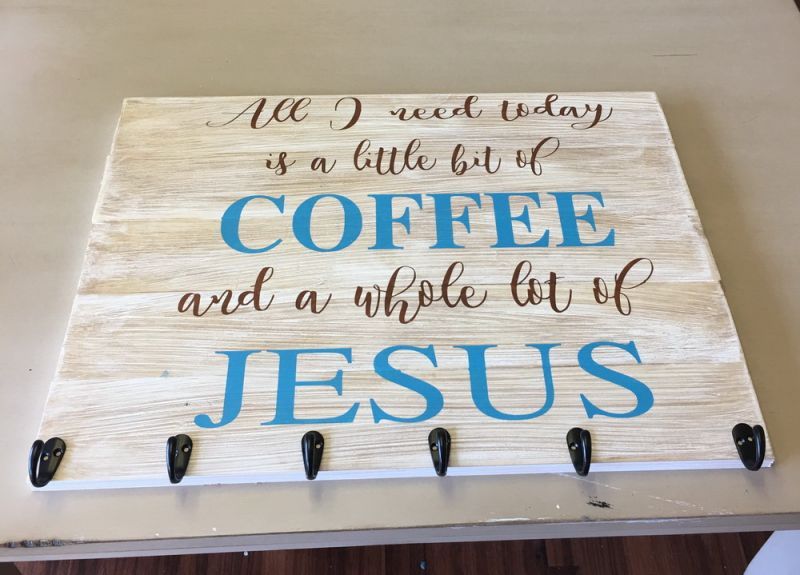 All I need today
is a little bit of
COFFEE
and a whole lot of
JESUS